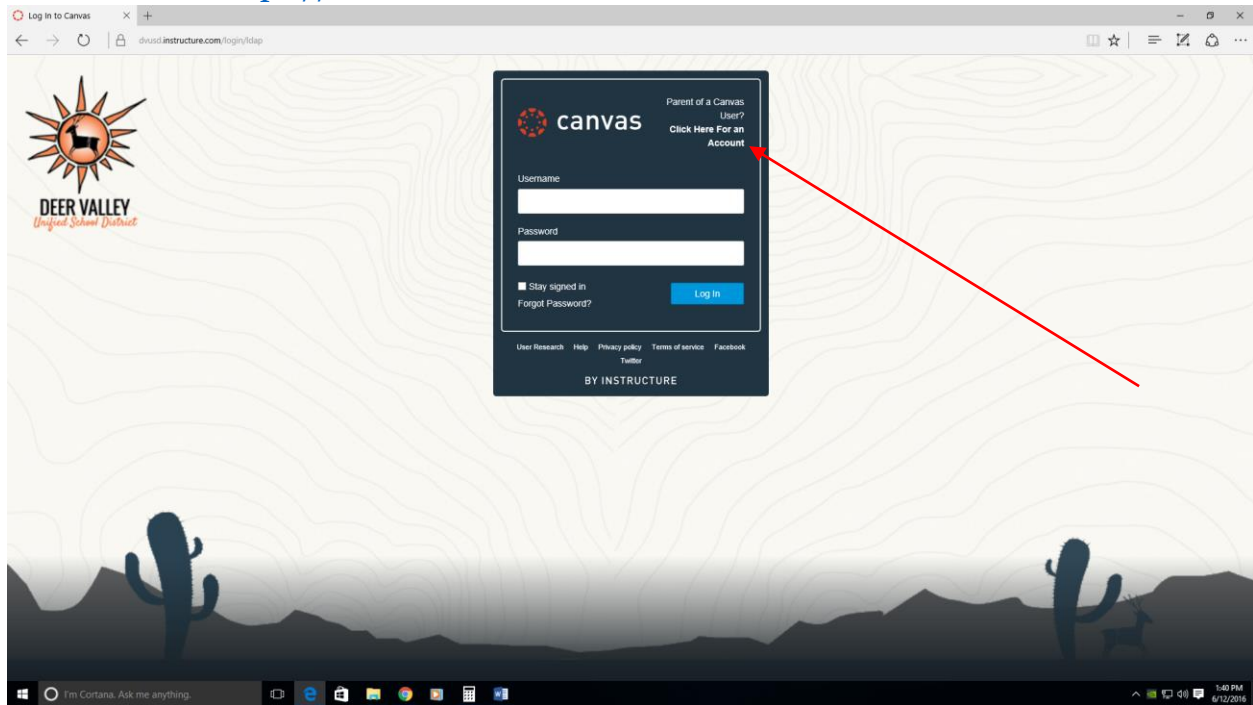 Log In to Canvas
dvusd.instructure.com/login/ldap
DEER VALLEY
Unified School District
canvas
Parent of a Canvas
User?
Click Here For an
Account
Username
Password
Stay signed in
Forgot Password?
Log In
User Research Help Privacy policy Terms of service Facebook
Twitter
BY INSTRUCTURE
I'm Cortana. Ask me anything.
1:40 PM
6/12/2016